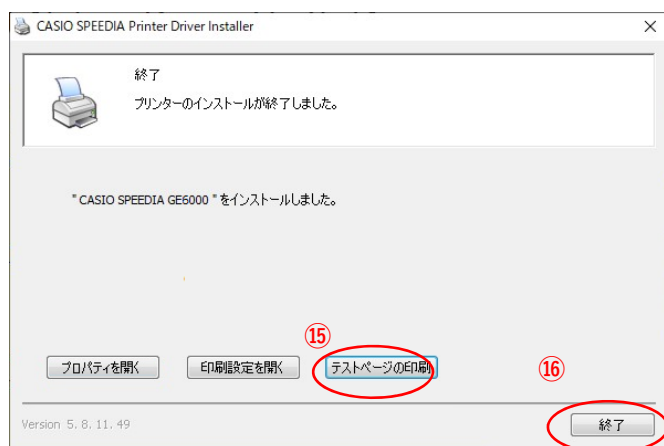 CASIO SPEEDIA Printer Driver Installer
終了
プリンターのインストールが終了しました。
" CASIO SPEEDIA GE6000 " をインストールしました。
⑮
プロパティを開く 印刷設定を開く テストページの印刷
⑯
Version 5. 8. 11. 49
終了